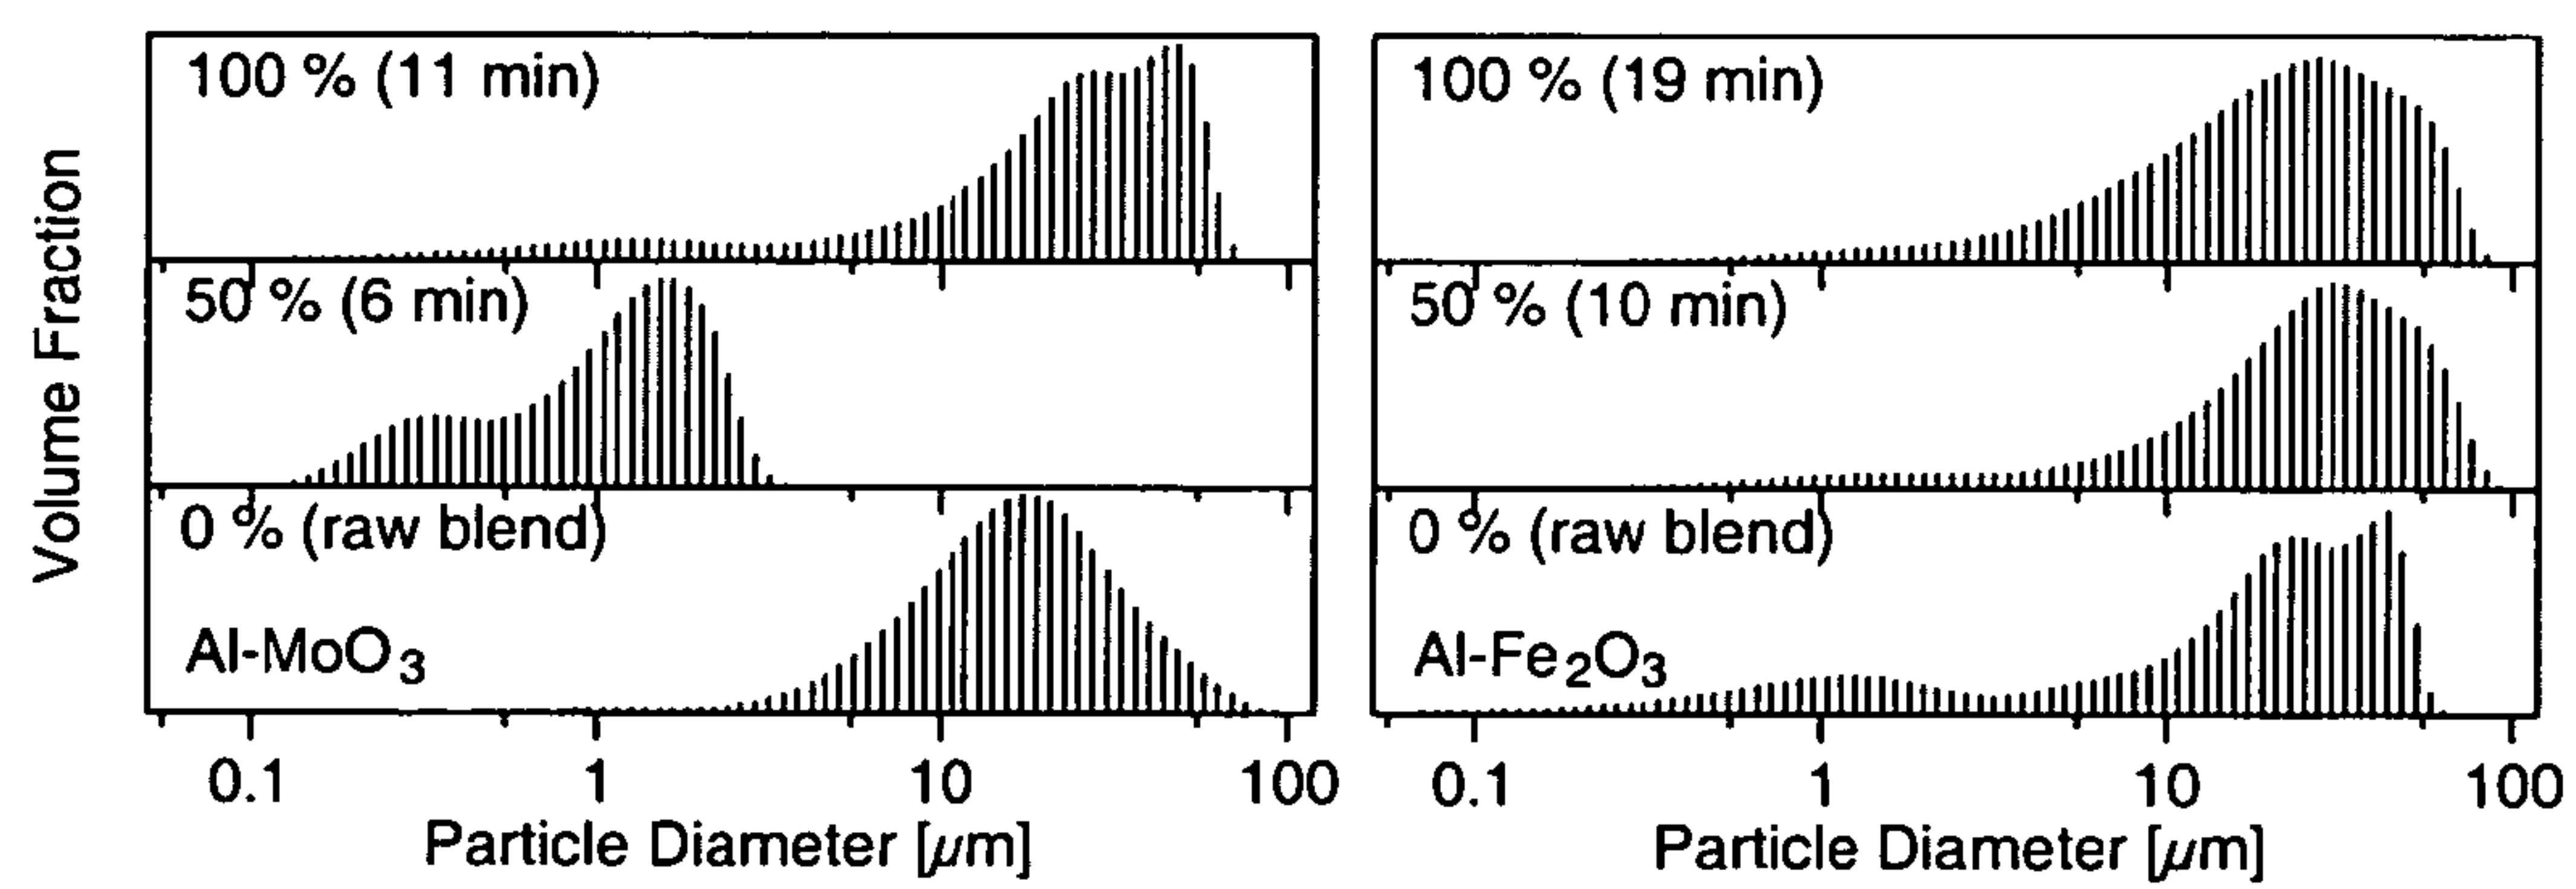 Volume Fraction
100 % (11 min)
50 % (6 min)
0 % (raw blend)
Al-MoO3
0.1 1 10 100
Particle Diameter [μm]
100 % (19 min)
50 % (10 min)
0 % (raw blend)
Al-Fe2O3
0.1 1 10 100
Particle Diameter [μm]